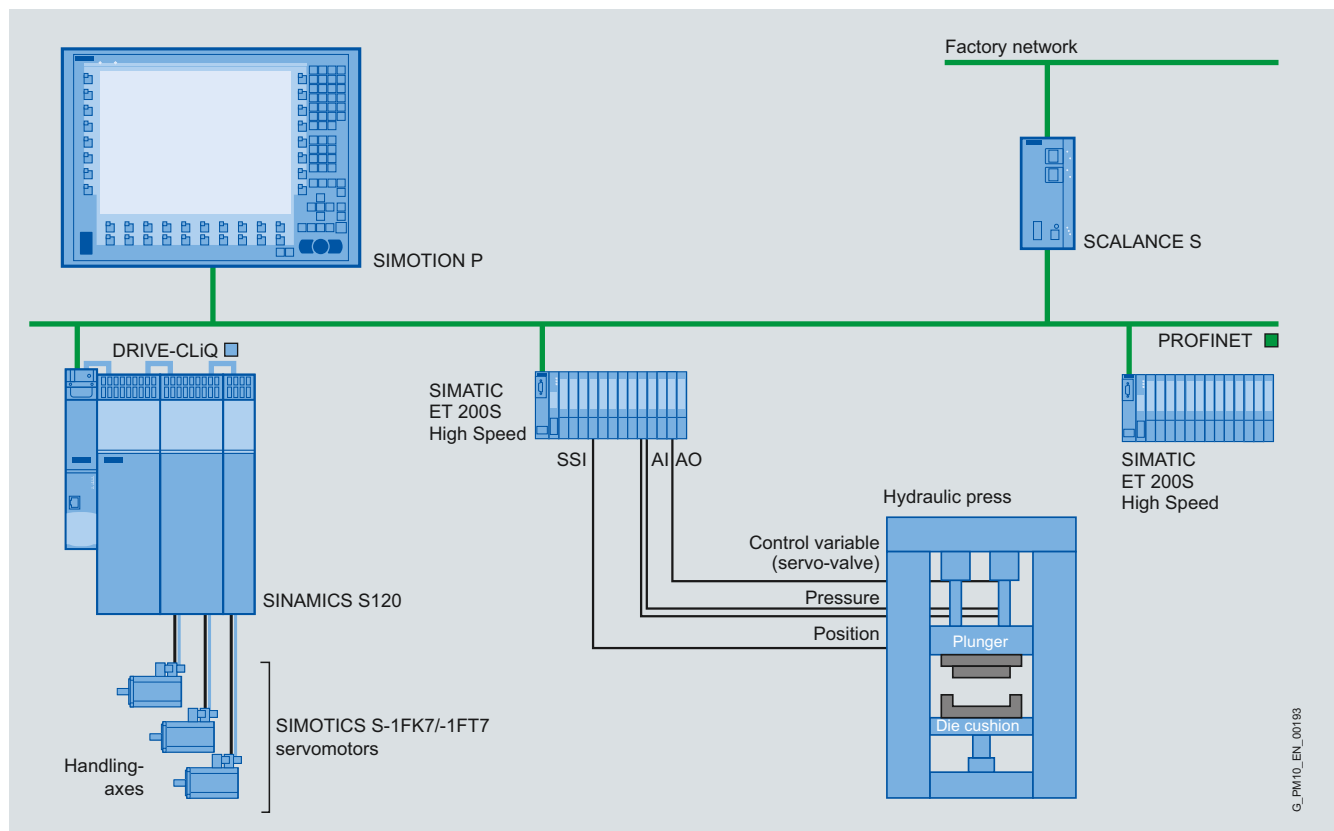 Factory network
SIMOTION P
SCALANCE S
DRIVE-CLiQ
PROFINET
SIMATIC
ET 200S
High Speed
SSI
AI
AO
SIMATIC
ET 200S
High Speed
Hydraulic press
Control variable
(servo-valve)
Pressure
Position
Plunger
Die cushion
SINAMICS S120
SIMOTICS S-1FK7/-1FT7
servomotors
Handling-
axes
G_PM10_EN_00193